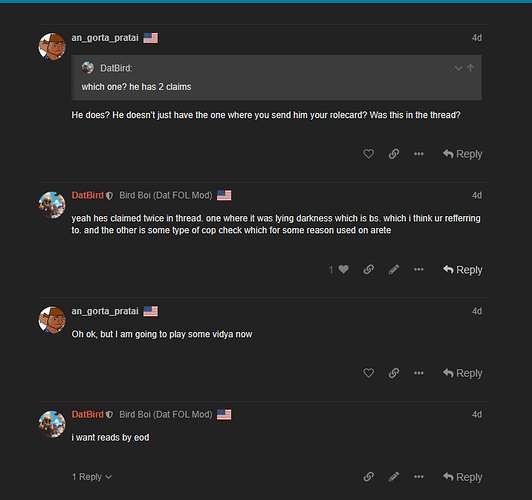 an_gorta_pratai 4d
DatBird:
which one? he has 2 claims
He does? He doesn't just have the one where you send him your rolecard? Was this in the thread?
Reply
DatBird Bird Boi (Dat FOL Mod) 4d
yeah hes claimed twice in thread. one where it was lying darkness which is bs. which i think ur refferring
to. and the other is some type of cop check which for some reason used on arete
1 Reply
an_gorta_pratai 4d
Oh ok, but I am going to play some vidya now
Reply
DatBird Bird Boi (Dat FOL Mod) 4d
i want reads by eod
1 Reply Reply